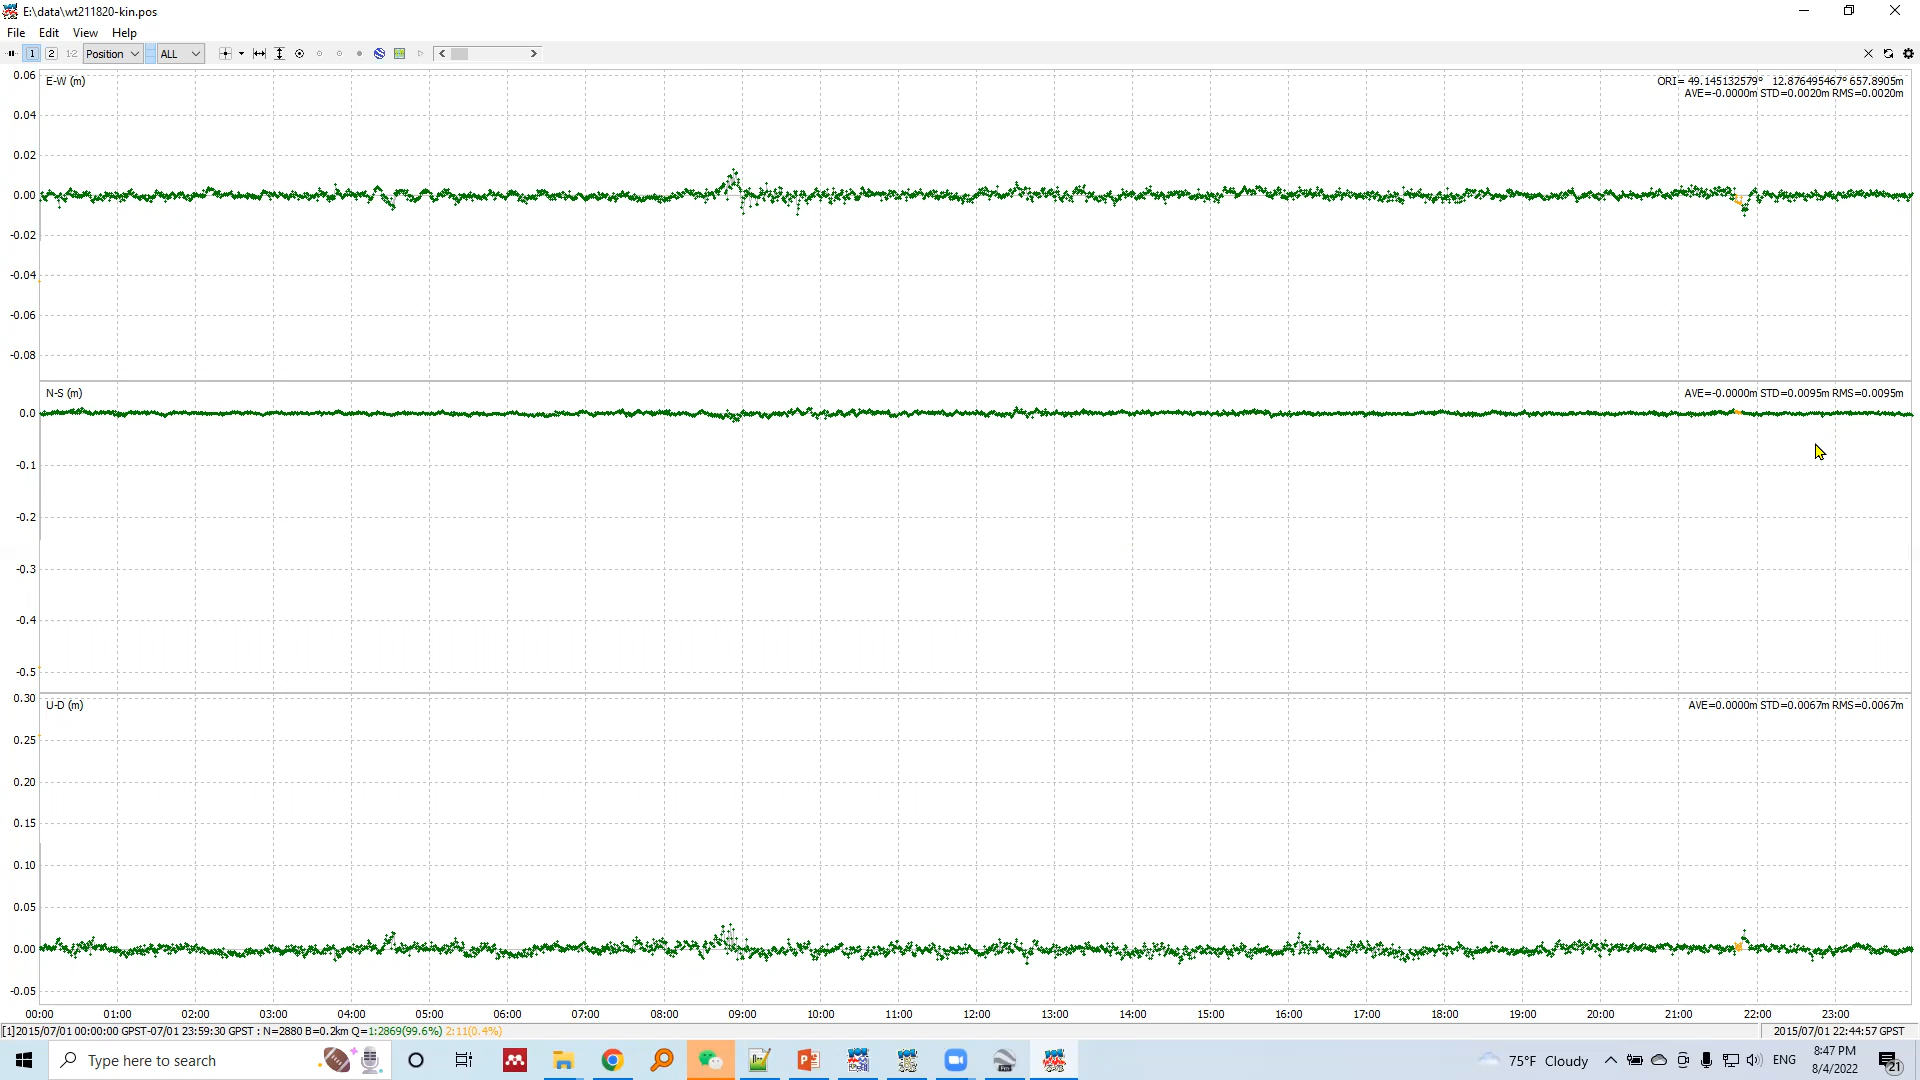 E:\data\wt211820-kin.pos
File Edit View Help
1 2 1-2 Position ALL
0.06 E-W (m) ORI= 49.145132579° 12.876495467° 657.8905m
AVE=-0.0000m STD=0.0020m RMS=0.0020m
0.04
0.02
0.00
-0.02
-0.04
-0.06
-0.08
N-S (m) AVE=-0.0000m STD=0.0095m RMS=0.0095m
0.0
-0.1
-0.2
-0.3
-0.4
-0.5
0.30 U-D (m) AVE=0.0000m STD=0.0067m RMS=0.0067m
0.25
0.20
0.15
0.10
0.05
0.00
-0.05
00:00 01:00 02:00 03:00 04:00 05:00 06:00 07:00 08:00 09:00 10:00 11:00 12:00 13:00 14:00 15:00 16:00 17:00 18:00 19:00 20:00 21:00 22:00 23:00
[1]2015/07/01 00:00:00 GPST-07/01 23:59:30 GPST : N=2880 B=0.2km Q=1:2869(99.6%) 2:11(0.4%) 2015/07/01 22:44:57 GPST
Type here to search 75°F Cloudy ENG 8:47 PM
8/4/2022 21